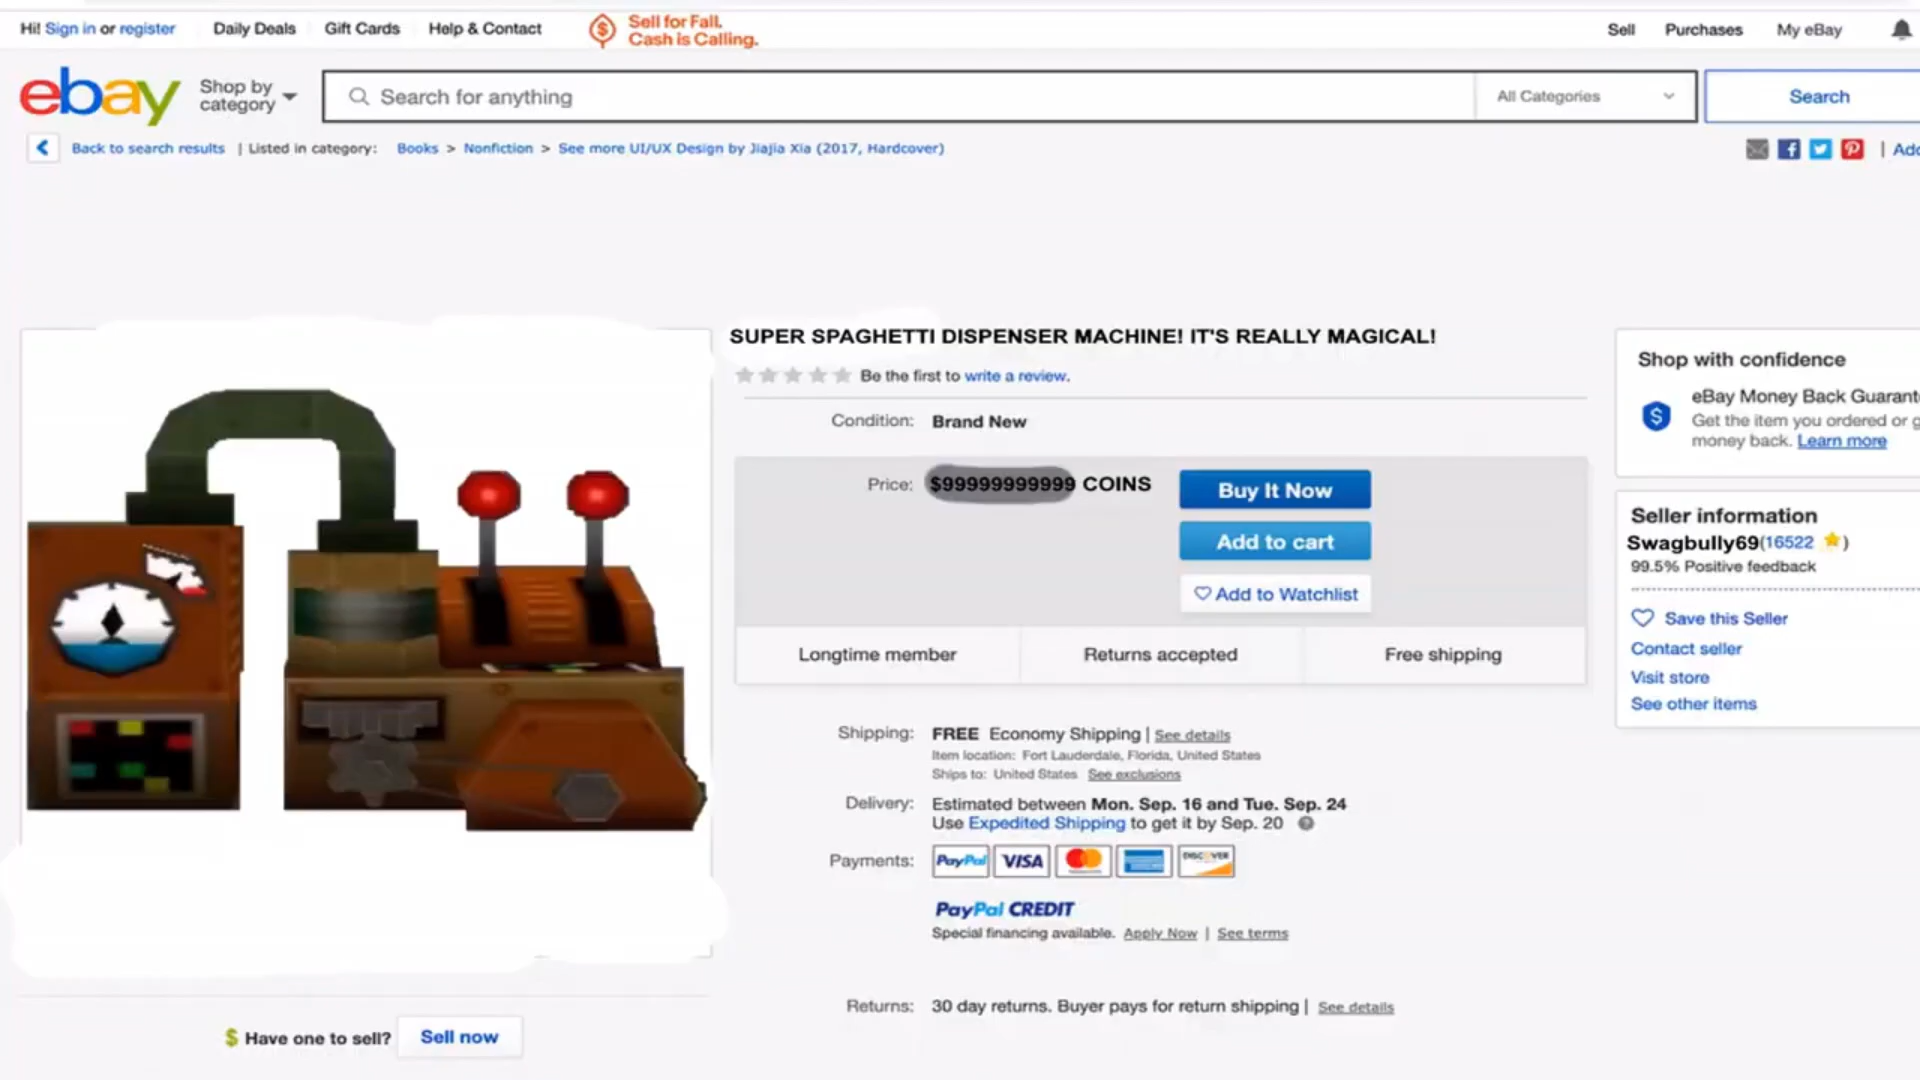 Hi! Sign in or register
Daily Deals
Gift Cards
Help & Contact
Sell for Fall.
Cash is Calling.
Sell
Purchases
My eBay
ebay
Shop by
category
Search for anything
All Categories
Search
Back to search results | Listed in category: Books > Nonfiction > See more UI/UX Design by Jiajia Xia (2017, Hardcover)
| Add
SUPER SPAGHETTI DISPENSER MACHINE! IT'S REALLY MAGICAL!
Be the first to write a review.
Condition: Brand New
Price: $99999999999 COINS
Buy It Now
Add to cart
Add to Watchlist
Longtime member
Returns accepted
Free shipping
Shipping: FREE Economy Shipping | See details
Item location: Fort Lauderdale, Florida, United States
Ships to: United States See exclusions
Delivery: Estimated between Mon. Sep. 16 and Tue. Sep. 24
Use Expedited Shipping to get it by Sep. 20
Payments: PayPal VISA DISCOVER
PayPal CREDIT
Special financing available. Apply Now | See terms
Returns: 30 day returns. Buyer pays for return shipping | See details
Shop with confidence
eBay Money Back Guarant
Get the item you ordered or g
money back. Learn more
Seller information
Swagbully69(16522)
99.5% Positive feedback
Save this Seller
Contact seller
Visit store
See other items
$ Have one to sell? Sell now